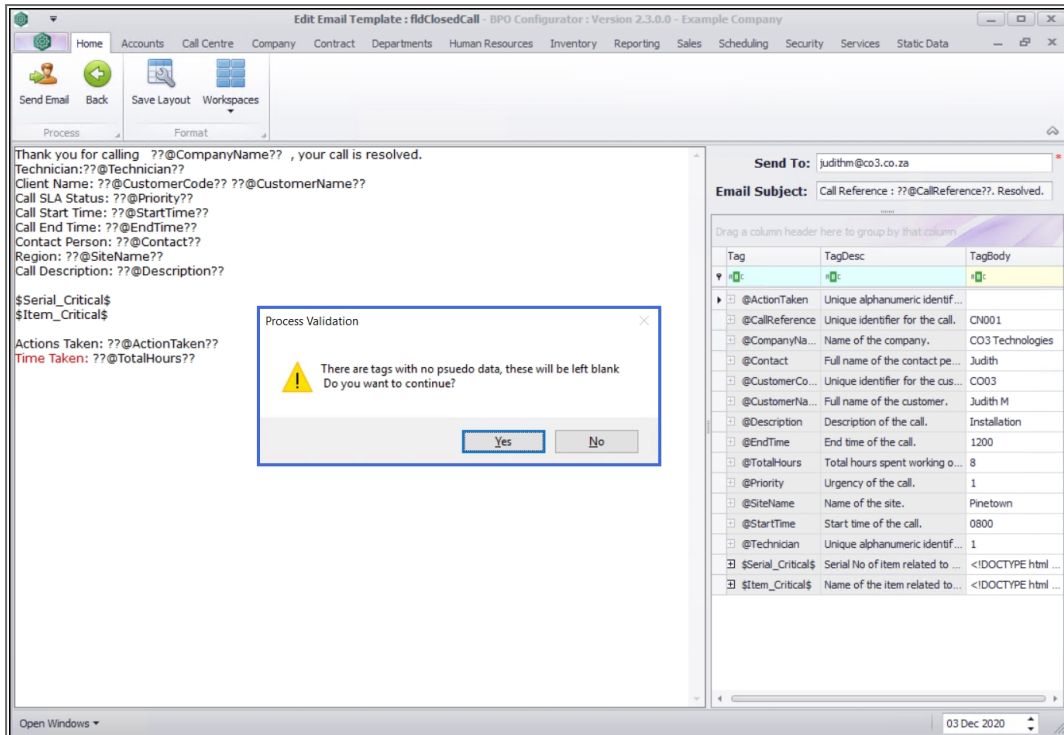 Edit Email Template : fldClosedCall - BPO Configurator : Version 2.3.0.0 - Example Company
Home Accounts Call Centre Company Contract Departments Human Resources Inventory Reporting Sales Scheduling Security Services Static Data
Send Email Back Save Layout Workspaces
Process Format
Thank you for calling ??@CompanyName?? , your call is resolved.
Technician:??@Technician??
Client Name: ??@CustomerCode?? ??@CustomerName??
Call SLA Status: ??@Priority??
Call Start Time: ??@StartTime??
Call End Time: ??@EndTime??
Contact Person: ??@Contact??
Region: ??@SiteName??
Call Description: ??@Description??
$Serial_Critical$
$Item_Critical$
Actions Taken: ??@ActionTaken??
Time Taken: ??@TotalHours??
Process Validation
There are tags with no psuedo data, these will be left blank
Do you want to continue?
Yes No
Send To: judithm@co3.co.za *
Email Subject: Call Reference : ??@CallReference??. Resolved.
Drag a column header here to group by that column
Tag TagDesc TagBody
@ActionTaken Unique alphanumeric identif...
@CallReference Unique identifier for the call. CN001
@CompanyNa... Name of the company. CO3 Technologies
@Contact Full name of the contact pe... Judith
@CustomerCo... Unique identifier for the cus... CO03
@CustomerNa... Full name of the customer. Judith M
@Description Description of the call. Installation
@EndTime End time of the call. 1200
@TotalHours Total hours spent working o... 8
@Priority Urgency of the call. 1
@SiteName Name of the site. Pinetown
@StartTime Start time of the call. 0800
@Technician Unique alphanumeric identif... 1
$Serial_Critical$ Serial No of item related to ... <!DOCTYPE html ...
$Item_Critical$ Name of the item related to... <!DOCTYPE html ...
Open Windows 03 Dec 2020